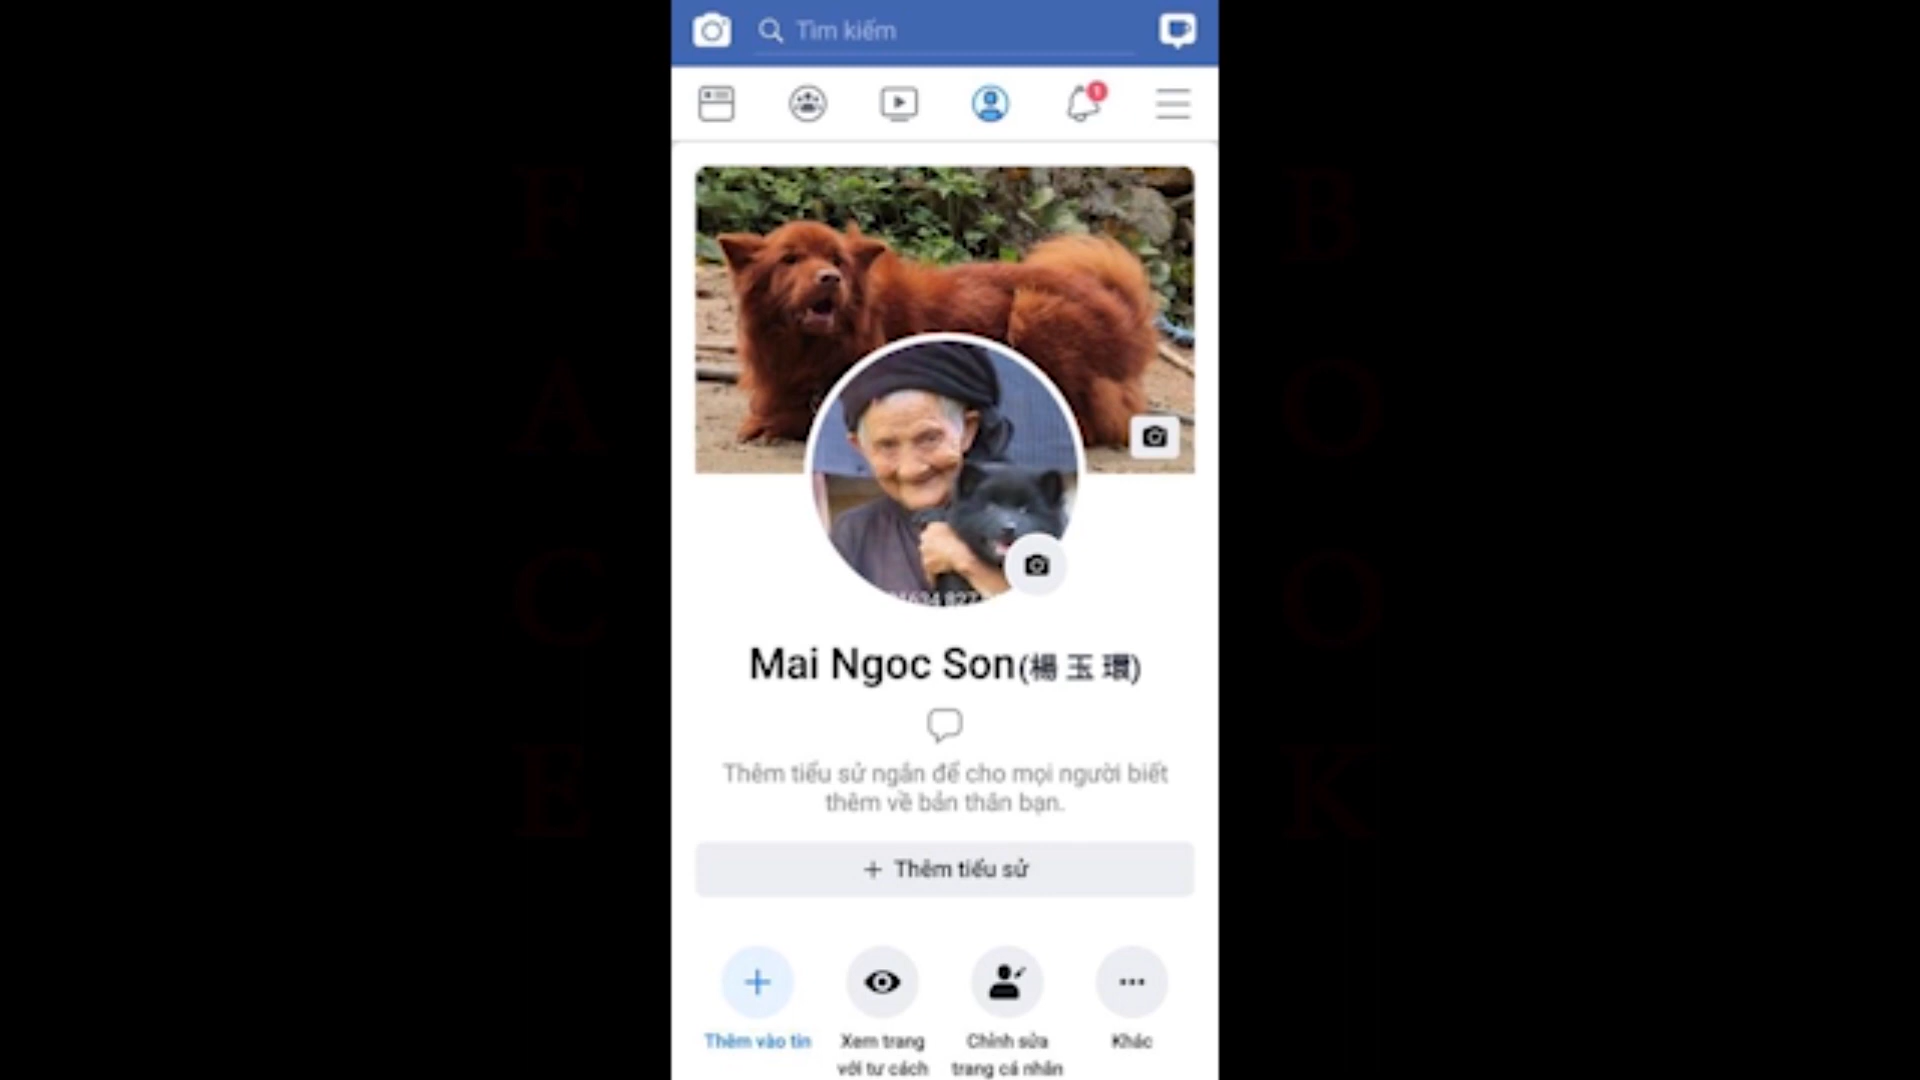 Tìm kiếm
1
F
B
A
O
C
O
E
K
Mai Ngoc Son(楊 玉 環)
Thêm tiểu sử ngắn để cho mọi người biết
thêm về bản thân bạn.
+ Thêm tiểu sử
Thêm vào tin
Xem trang
với tư cách
Chỉnh sửa
trang cá nhân
Khác